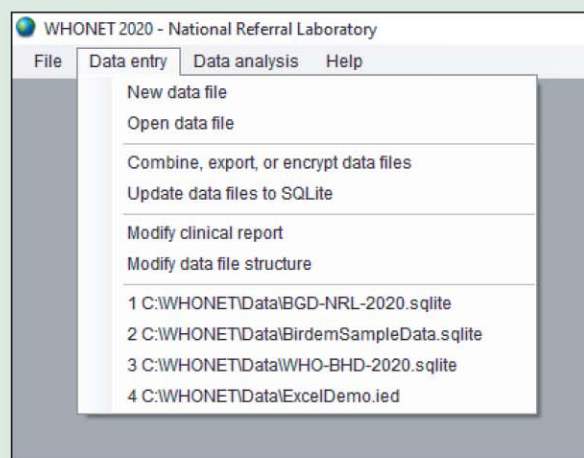 WHONET 2020 - National Referral Laboratory
File Data entry Data analysis Help
New data file
Open data file
Combine, export, or encrypt data files
Update data files to SQLite
Modify clinical report
Modify data file structure
1 C:\WHONET\Data\BGD-NRL-2020.sqlite
2 C:\WHONET\Data\BirdemSampleData.sqlite
3 C:\WHONET\Data\WHO-BHD-2020.sqlite
4 C:\WHONET\Data\ExcelDemo.ied